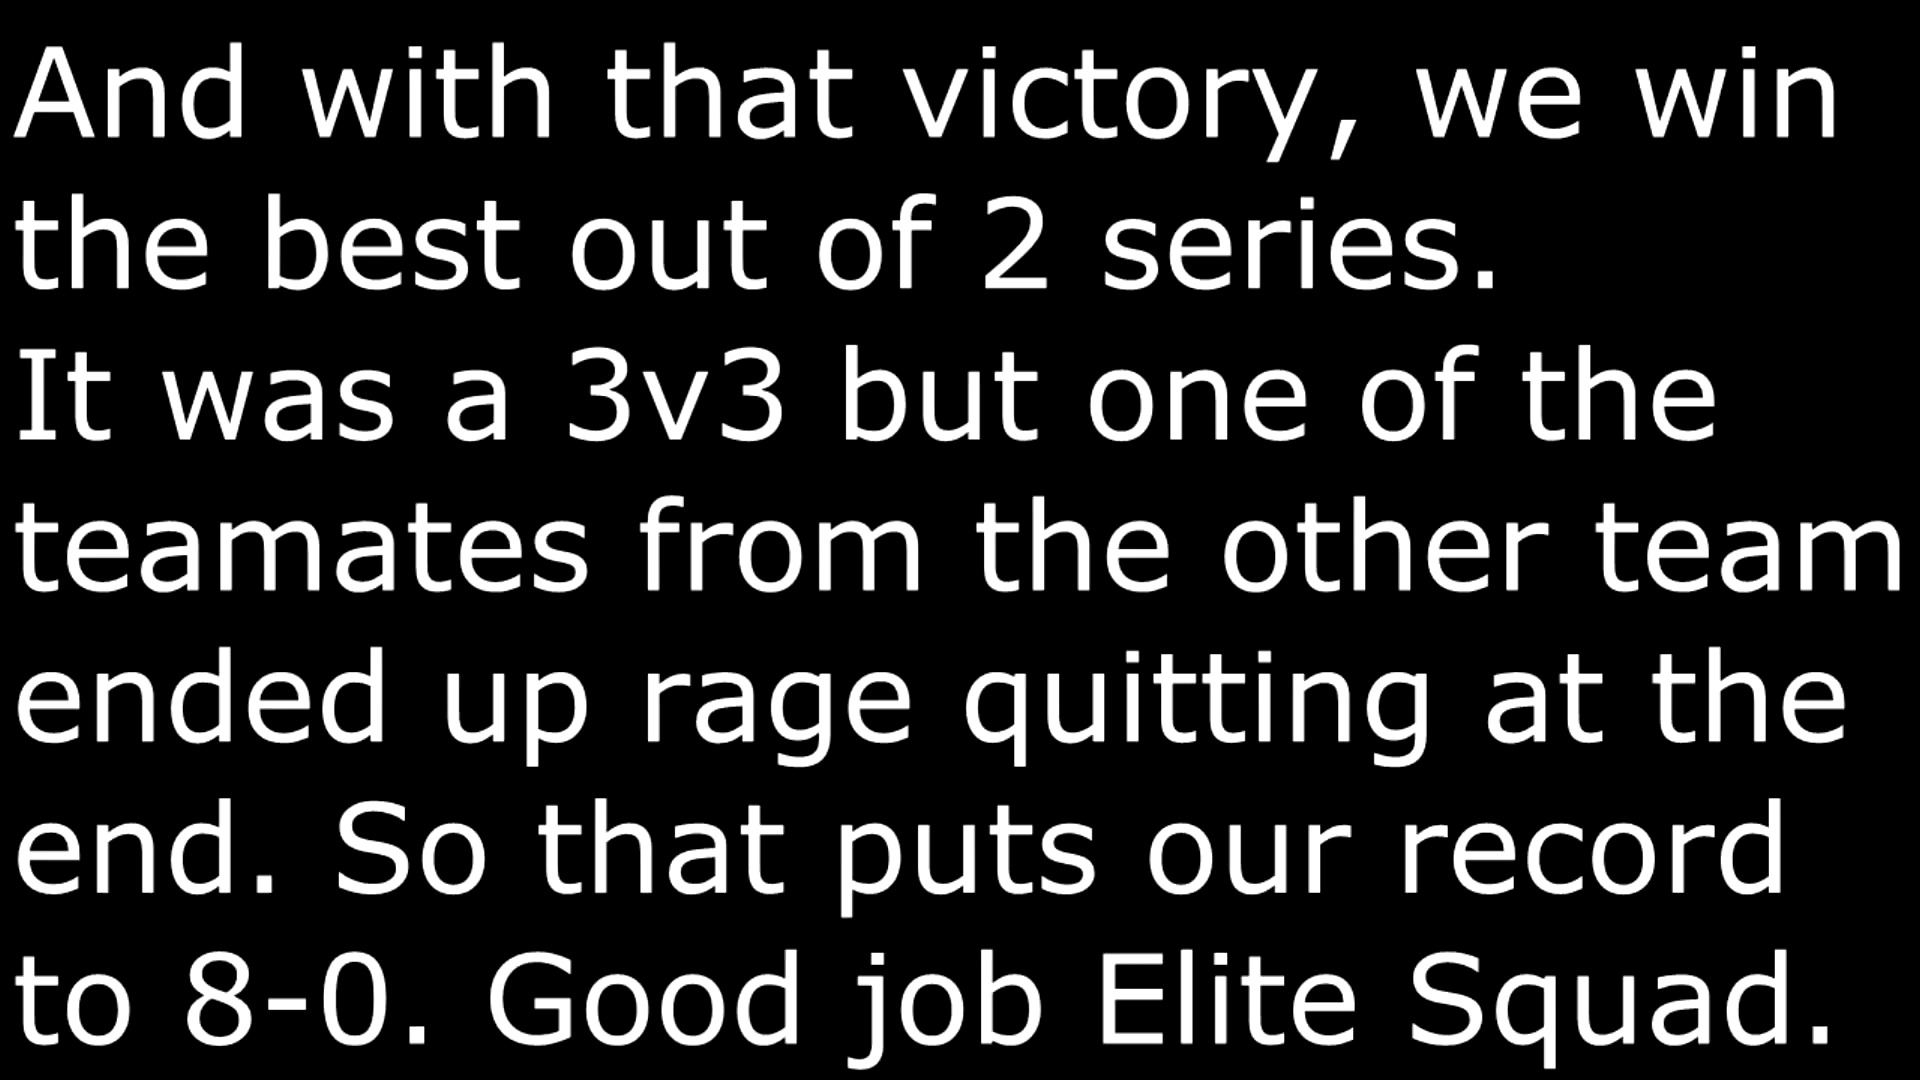 And with that victory, we win
the best out of 2 series.
It was a 3v3 but one of the
teamates from the other team
ended up rage quitting at the
end. So that puts our record
to 8-0. Good job Elite Squad.